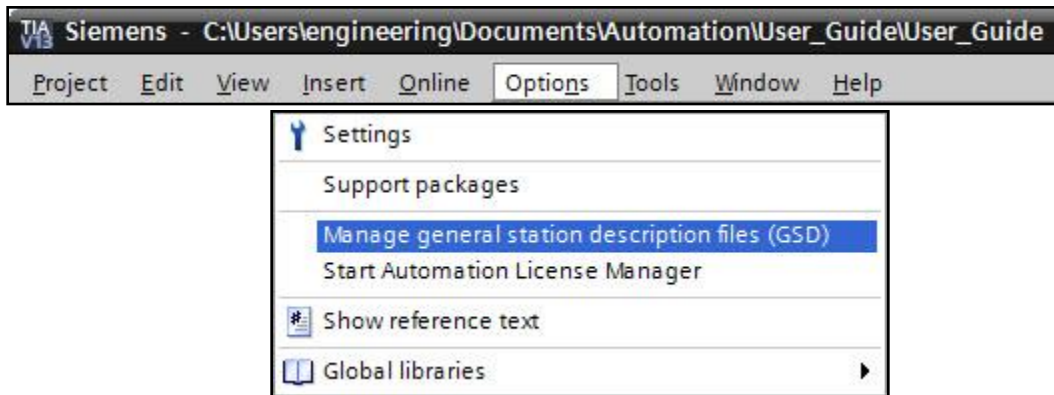 TIA V13 Siemens - C:\Users\engineering\Documents\Automation\User_Guide\User_Guide
Project Edit View Insert Online Options Tools Window Help
Settings
Support packages
Manage general station description files (GSD)
Start Automation License Manager
Show reference text
Global libraries